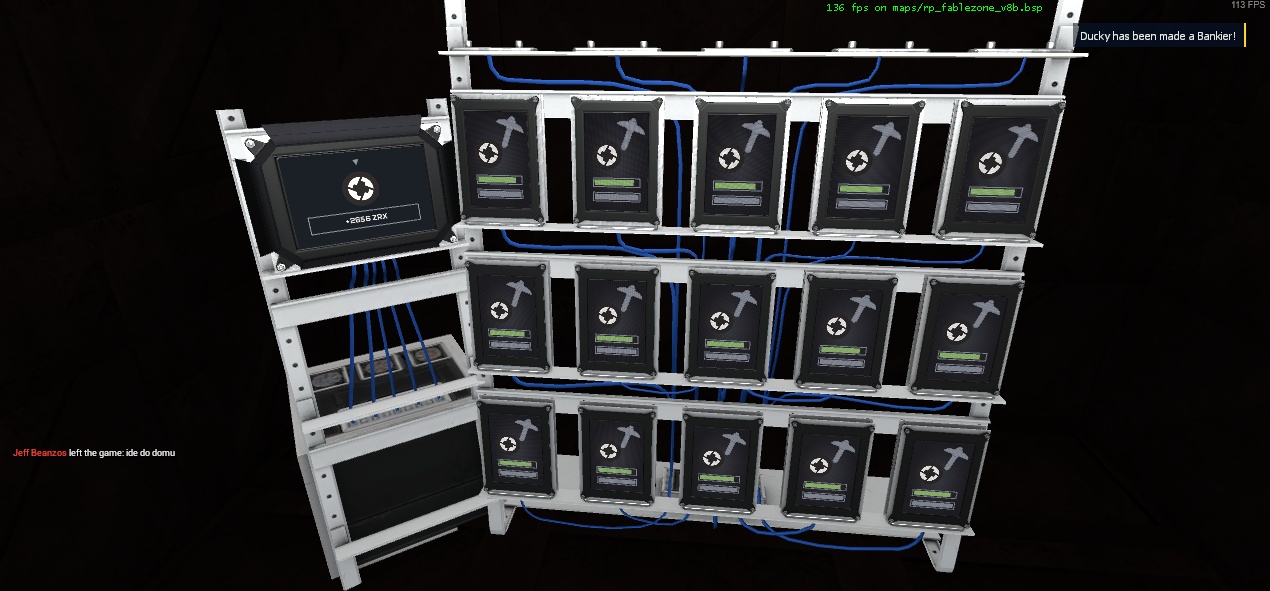 136 fps on maps/rp_fablezone_v8b.bsp
113 FPS
Ducky has been made a Bankier!
+2656 ZRX
Jeff Beanzos left the game: ide do domu